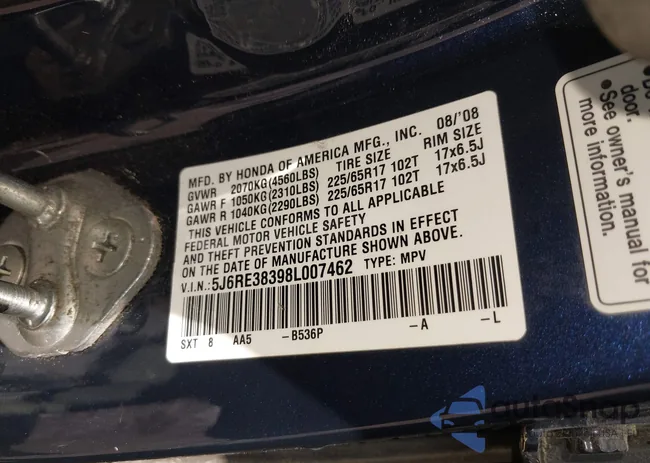 MFD. BY HONDA OF AMERICA MFG., INC. 08/'08
GVWR 2070KG(4560LBS) TIRE SIZE RIM SIZE
GAWR F 1050KG(2310LBS) 225/65R17 102T 17x6.5J
GAWR R 1040KG(2290LBS) 225/65R17 102T 17x6.5J
THIS VEHICLE CONFORMS TO ALL APPLICABLE
FEDERAL MOTOR VEHICLE SAFETY
AND THEFT PREVENTION STANDARDS IN EFFECT
ON THE DATE OF MANUFACTURE SHOWN ABOVE.
V.I.N.: 5J6RE38398L007462 TYPE: MPV
SXT 8 AA5 -B536P -A -L
door.
●See owner's manual for
more information.
autoShop